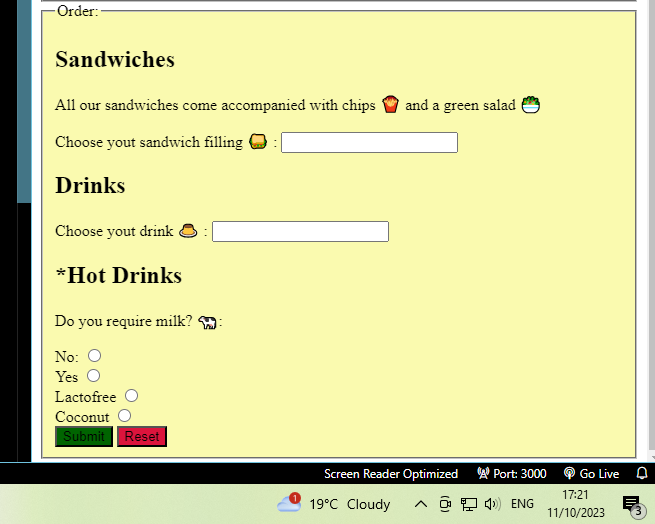 Order:
Sandwiches
All our sandwiches come accompanied with chips 🍟 and a green salad 🥗
Choose yout sandwich filling 🥪 :
Drinks
Choose yout drink 🍮 :
*Hot Drinks
Do you require milk? 🐄:
No:
Yes
Lactofree
Coconut
Submit Reset
Screen Reader Optimized Port: 3000 Go Live
1 19°C Cloudy ENG 17:21
11/10/2023 3